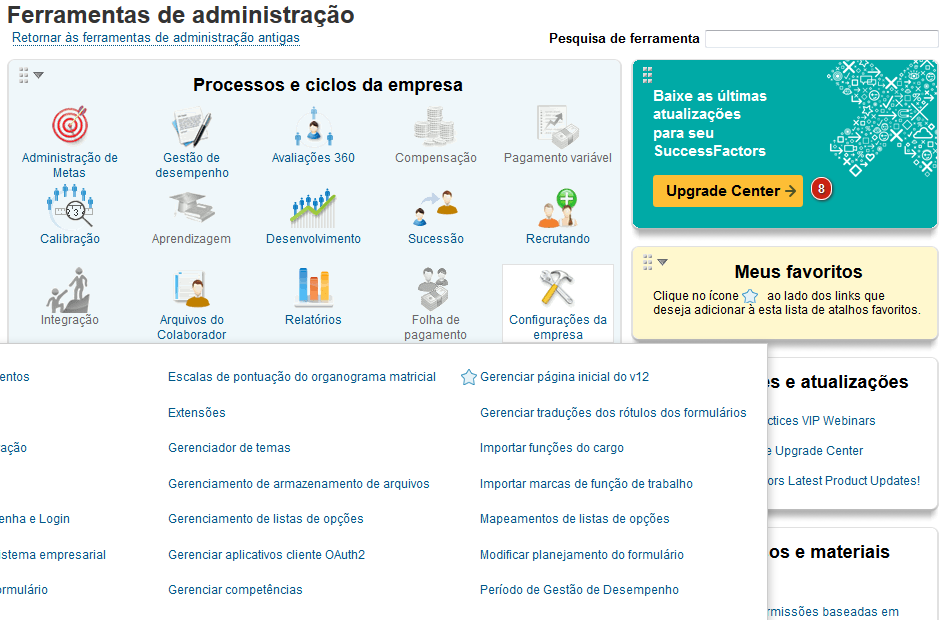 Ferramentas de administração
Retornar às ferramentas de administração antigas
Pesquisa de ferramenta
Processos e ciclos da empresa
Administração de
Metas
Gestão de
desempenho
Avaliações 360
Compensação
Pagamento variável
Calibração
Aprendizagem
Desenvolvimento
Sucessão
Recrutando
Integração
Arquivos do
Colaborador
Relatórios
Folha de
pagamento
Configurações da
empresa
Baixe as últimas
atualizações
para seu
SuccessFactors
Upgrade Center
8
Meus favoritos
Clique no ícone ao lado dos links que
deseja adicionar à esta lista de atalhos favoritos.
entos
Escalas de pontuação do organograma matricial
Gerenciar página inicial do v12
Extensões
Gerenciar traduções dos rótulos dos formulários
ração
Gerenciador de temas
Importar funções do cargo
Gerenciamento de armazenamento de arquivos
Importar marcas de função de trabalho
enha e Login
Gerenciamento de listas de opções
Mapeamentos de listas de opções
istema empresarial
Gerenciar aplicativos cliente OAuth2
Modificar planejamento do formulário
ormulário
Gerenciar competências
Período de Gestão de Desempenho
es e atualizações
ctices VIP Webinars
e Upgrade Center
ors Latest Product Updates!
os e materiais
rmissões baseadas em